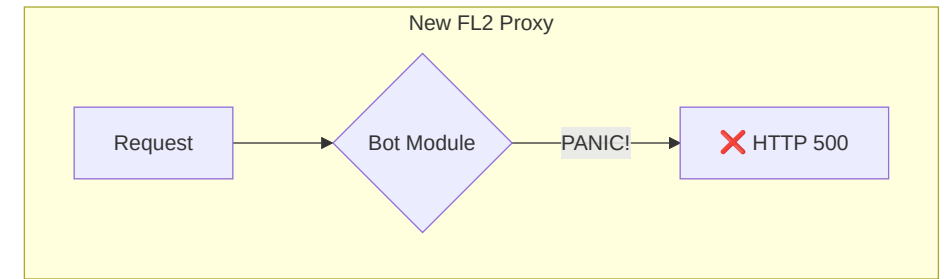 New FL2 Proxy
Request
Bot Module
PANIC!
❌ HTTP 500